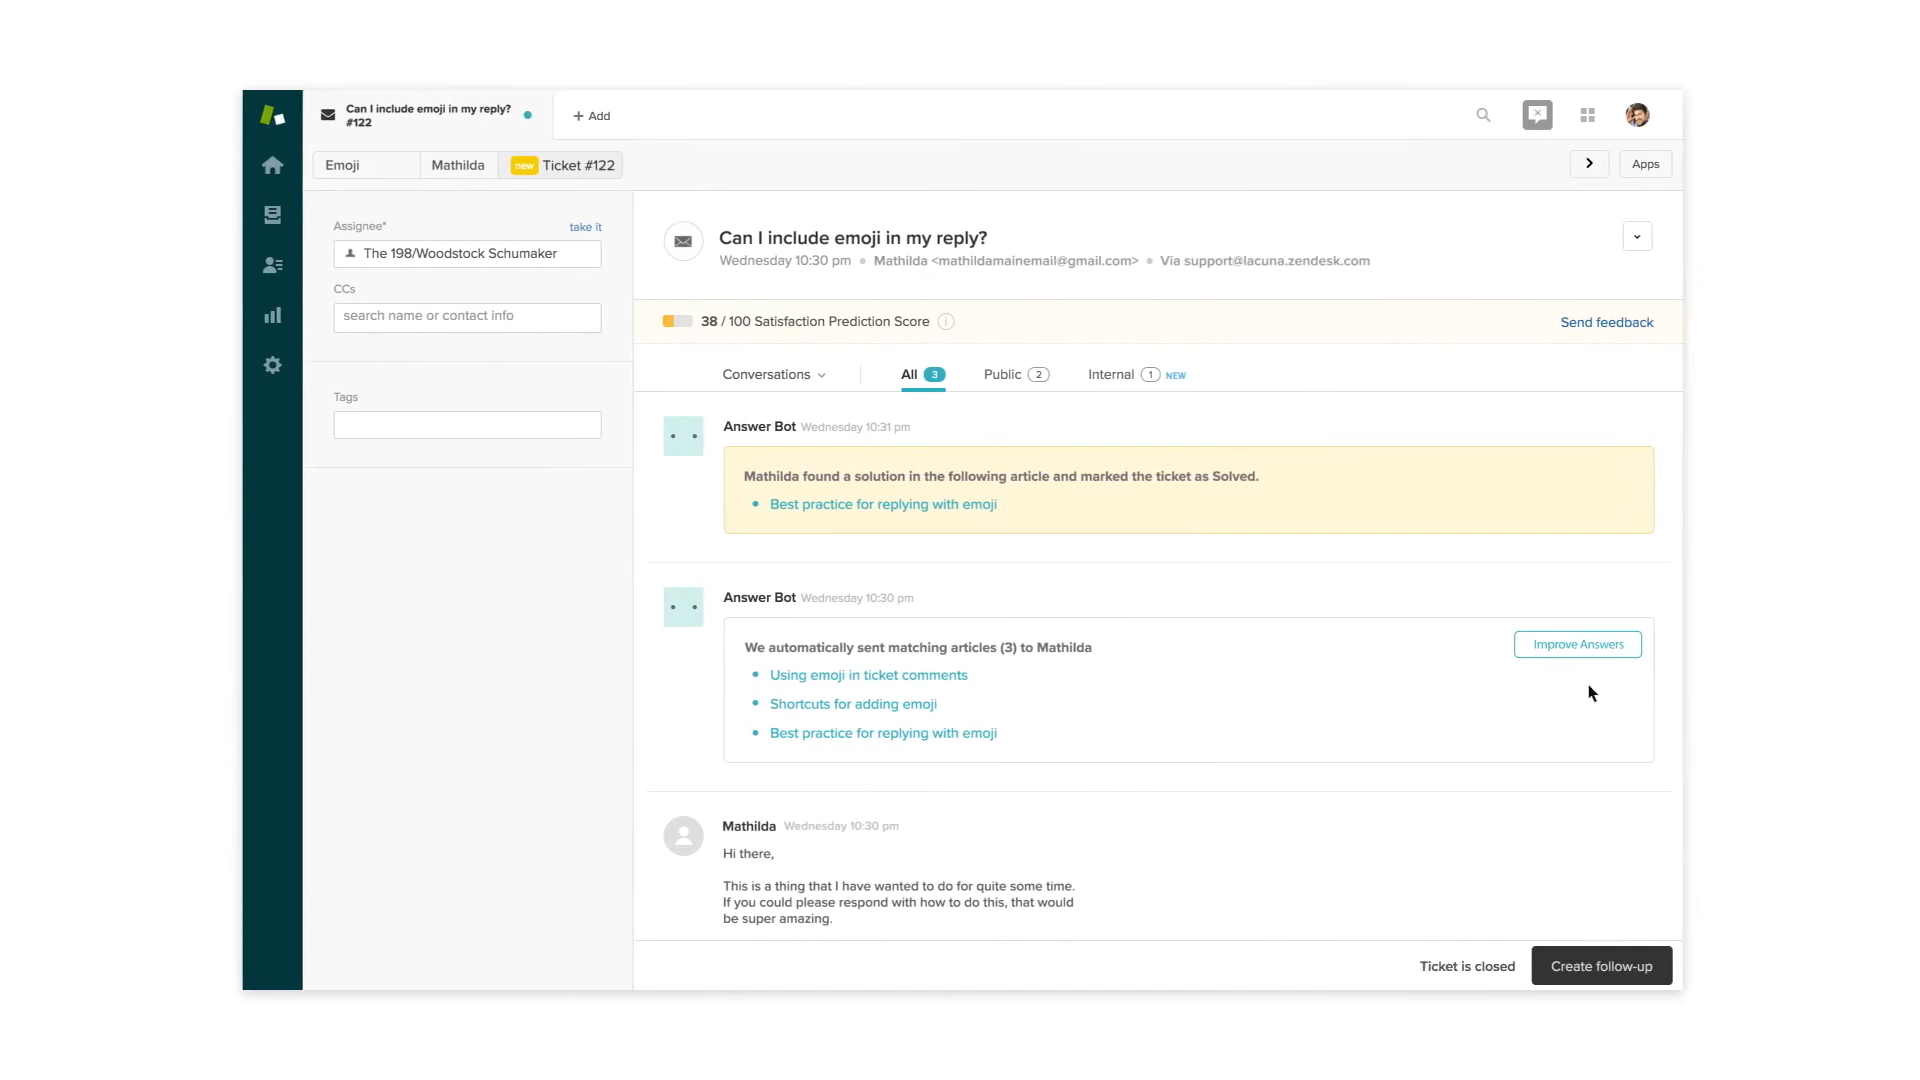 Can I include emoji in my reply?
#122
+ Add
Emoji
Mathilda
new Ticket #122
Apps
Assignee*
take it
The 198/Woodstock Schumaker
CCs
search name or contact info
Tags
Can I include emoji in my reply?
Wednesday 10:30 pm • Mathilda <mathildamainemail@gmail.com> • Via support@lacuna.zendesk.com
38 / 100 Satisfaction Prediction Score
Send feedback
Conversations
All 3
Public 2
Internal 1 NEW
Answer Bot Wednesday 10:31 pm
Mathilda found a solution in the following article and marked the ticket as Solved.
• Best practice for replying with emoji
Answer Bot Wednesday 10:30 pm
We automatically sent matching articles (3) to Mathilda
Improve Answers
• Using emoji in ticket comments
• Shortcuts for adding emoji
• Best practice for replying with emoji
Mathilda Wednesday 10:30 pm
Hi there,
This is a thing that I have wanted to do for quite some time.
If you could please respond with how to do this, that would
be super amazing.
Ticket is closed
Create follow-up